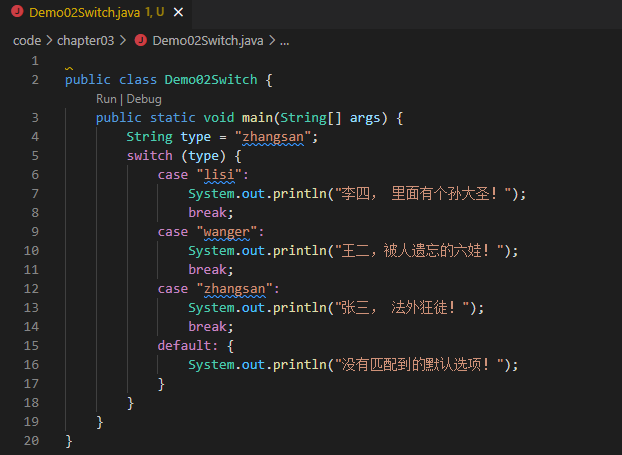 Demo02Switch.java 1, U ×
code > chapter03 > Demo02Switch.java > ...
1
2 public class Demo02Switch {
Run | Debug
3     public static void main(String[] args) {
4         String type = "zhangsan";
5         switch (type) {
6             case "lisi":
7                 System.out.println("李四， 里面有个孙大圣！");
8                 break;
9             case "wanger":
10                 System.out.println("王二，被人遗忘的六娃！");
11                 break;
12             case "zhangsan":
13                 System.out.println("张三， 法外狂徒！");
14                 break;
15             default: {
16                 System.out.println("没有匹配到的默认选项！");
17             }
18         }
19     }
20 }